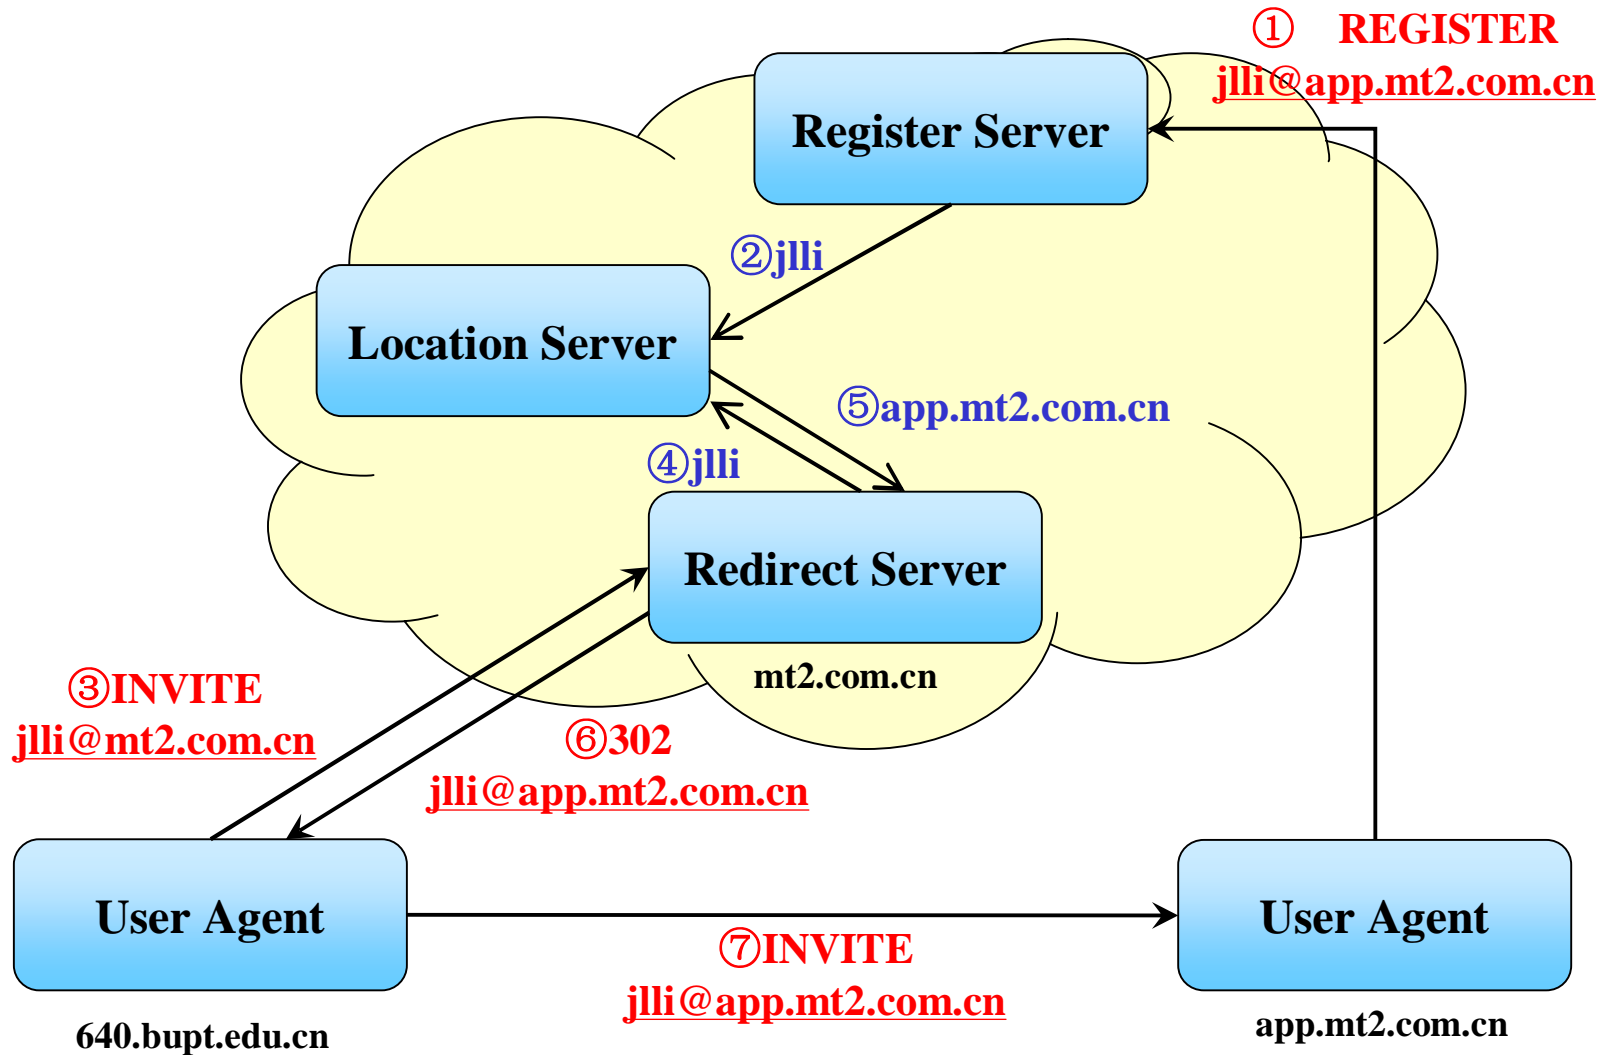 ① REGISTER
jlli@app.mt2.com.cn
Register Server
②jlli
Location Server
⑤app.mt2.com.cn
④jlli
Redirect Server
mt2.com.cn
③INVITE
jlli@mt2.com.cn
⑥302
jlli@app.mt2.com.cn
User Agent
User Agent
⑦INVITE
jlli@app.mt2.com.cn
640.bupt.edu.cn
app.mt2.com.cn